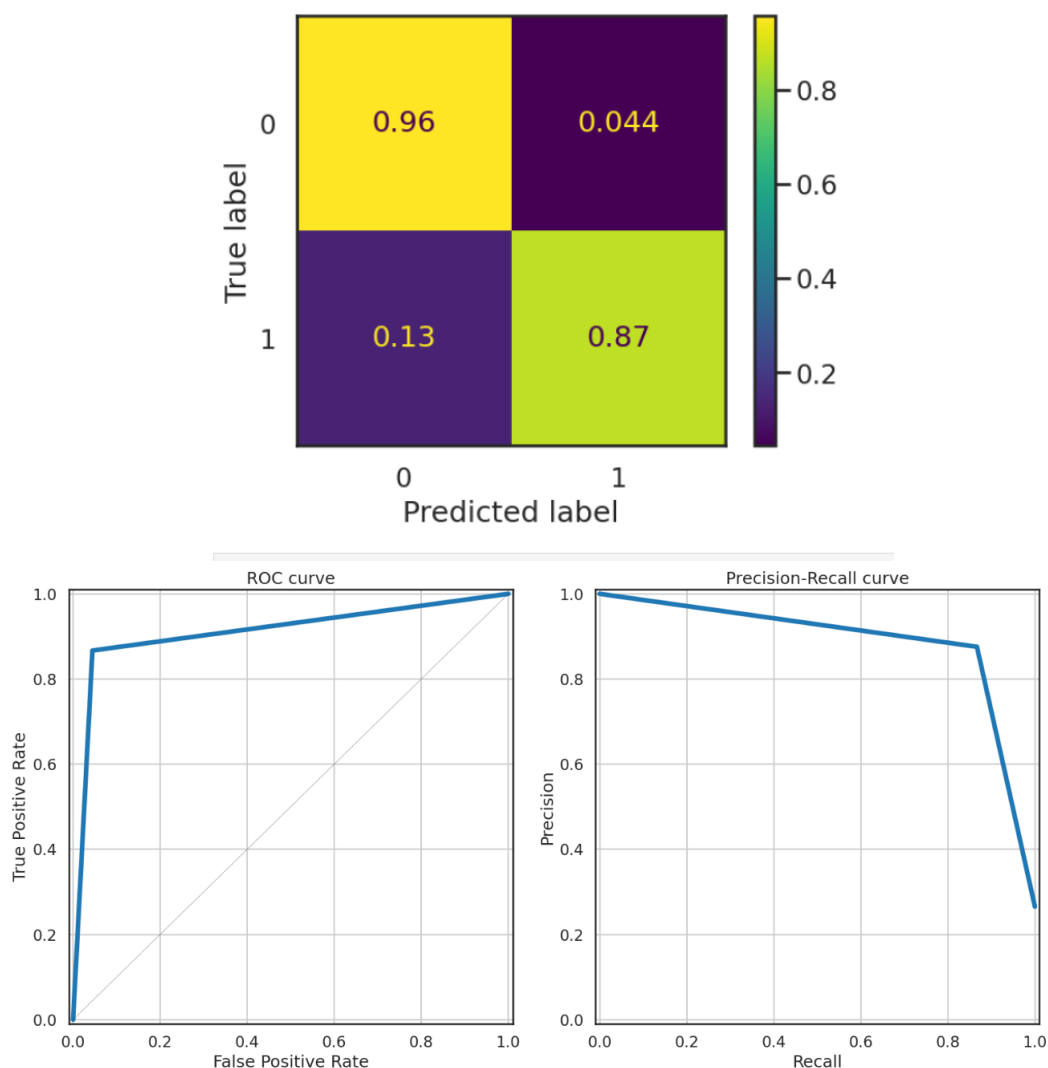 0.8
0
0.96
0.044
0.6
True label
0.4
1
0.13
0.87
0.2
0
1
Predicted label
ROC curve
1.0
0.8
0.6
0.4
0.2
0.0
True Positive Rate
0.0 0.2 0.4 0.6 0.8 1.0
False Positive Rate
Precision-Recall curve
1.0
0.8
0.6
0.4
0.2
0.0
Precision
0.0 0.2 0.4 0.6 0.8 1.0
Recall